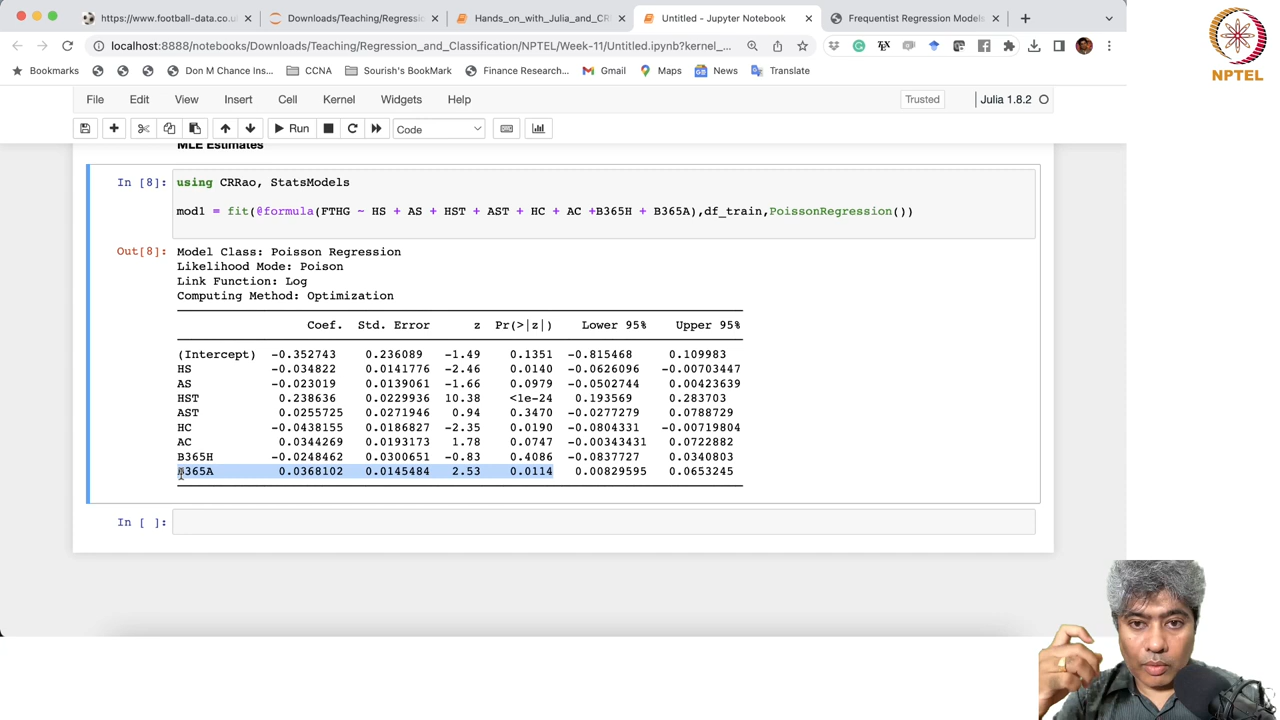 https://www.football-data.co.u
Downloads/Teaching/Regressio
Hands_on_with_Julia_and_CR
Untitled - Jupyter Notebook
Frequentist Regression Models
localhost:8888/notebooks/Downloads/Teaching/Regression_and_Classification/NPTEL/Week-11/Untitled.ipynb?kernel_...
Bookmarks
Don M Chance Ins...
CCNA
Sourish's BookMark
Finance Research...
Gmail
Maps
News
Translate
NPTEL
File Edit View Insert Cell Kernel Widgets Help
Trusted
Julia 1.8.2
Run
Code
MLE Estimates
In [8]: using CRRao, StatsModels
mod1 = fit(@formula(FTHG ~ HS + AS + HST + AST + HC + AC +B365H + B365A),df_train,PoissonRegression())
Out[8]: Model Class: Poisson Regression
Likelihood Mode: Poison
Link Function: Log
Computing Method: Optimization
Coef. Std. Error z Pr(>|z|) Lower 95% Upper 95%
(Intercept) -0.352743 0.236089 -1.49 0.1351 -0.815468 0.109983
HS -0.034822 0.0141776 -2.46 0.0140 -0.0626096 -0.00703447
AS -0.023019 0.0139061 -1.66 0.0979 -0.0502744 0.00423639
HST 0.238636 0.0229936 10.38 <1e-24 0.193569 0.283703
AST 0.0255725 0.0271946 0.94 0.3470 -0.0277279 0.0788729
HC -0.0438155 0.0186827 -2.35 0.0190 -0.0804331 -0.00719804
AC 0.0344269 0.0193173 1.78 0.0747 -0.00343431 0.0722882
B365H -0.0248462 0.0300651 -0.83 0.4086 -0.0837727 0.0340803
B365A 0.0368102 0.0145484 2.53 0.0114 0.00829595 0.0653245
In [ ]: